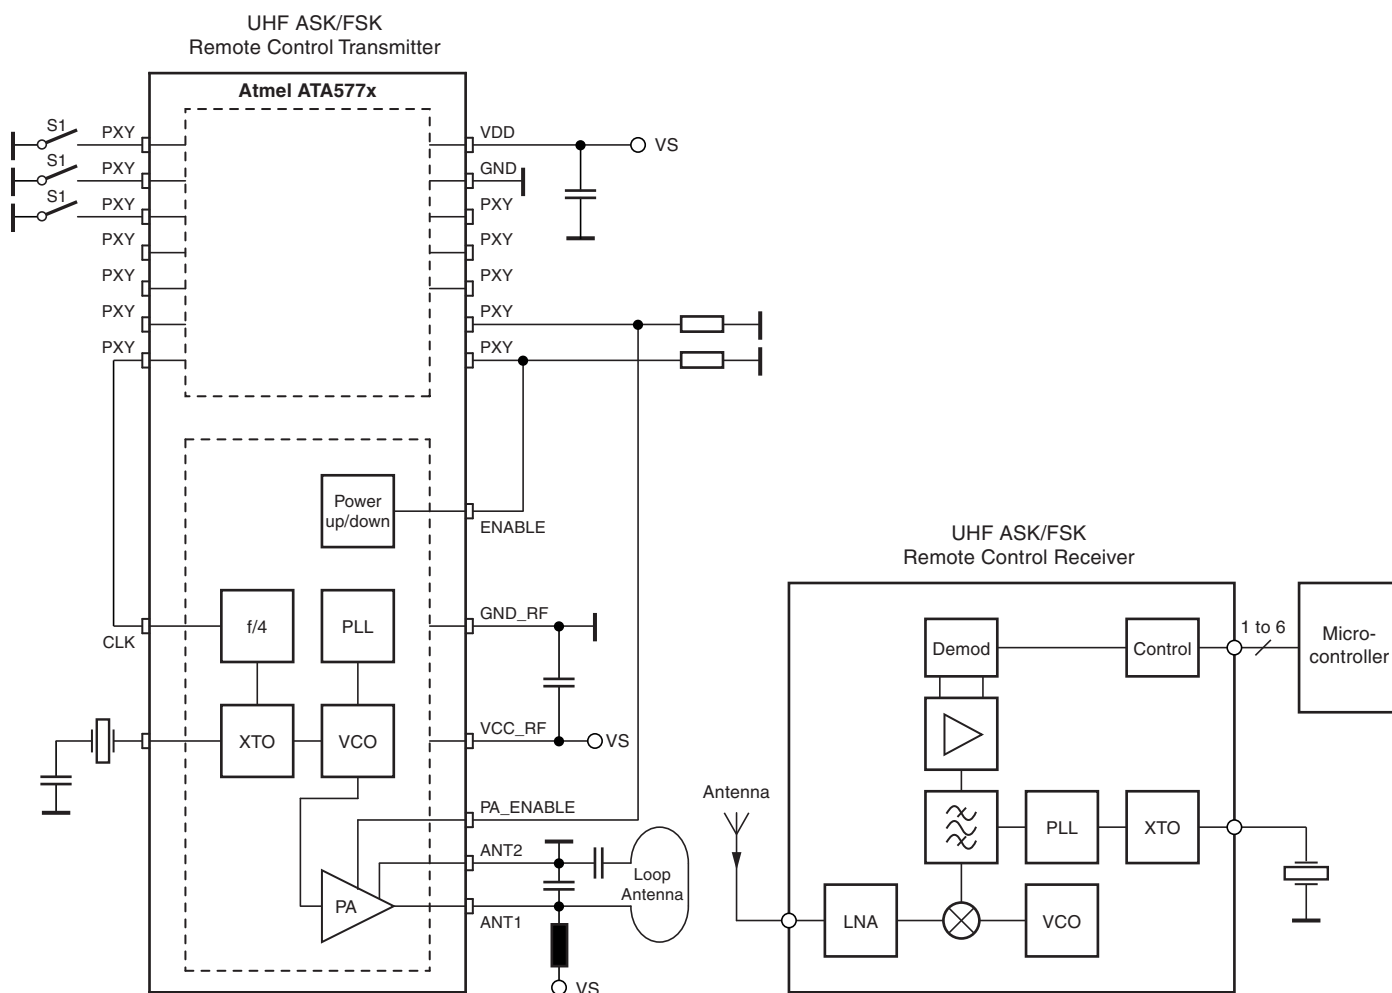 UHF ASK/FSK
Remote Control Transmitter
Atmel ATA577x
S1
PXY
VDD
VS
S1
PXY
GND
S1
PXY
PXY
PXY
PXY
PXY
PXY
PXY
PXY
PXY
PXY
Power
up/down
ENABLE
f/4
PLL
GND_RF
CLK
XTO
VCO
VCC_RF
VS
PA_ENABLE
ANT2
Loop
Antenna
PA
ANT1
VS
UHF ASK/FSK
Remote Control Receiver
Demod
Control
1 to 6
Micro-
controller
Antenna
PLL
XTO
LNA
VCO